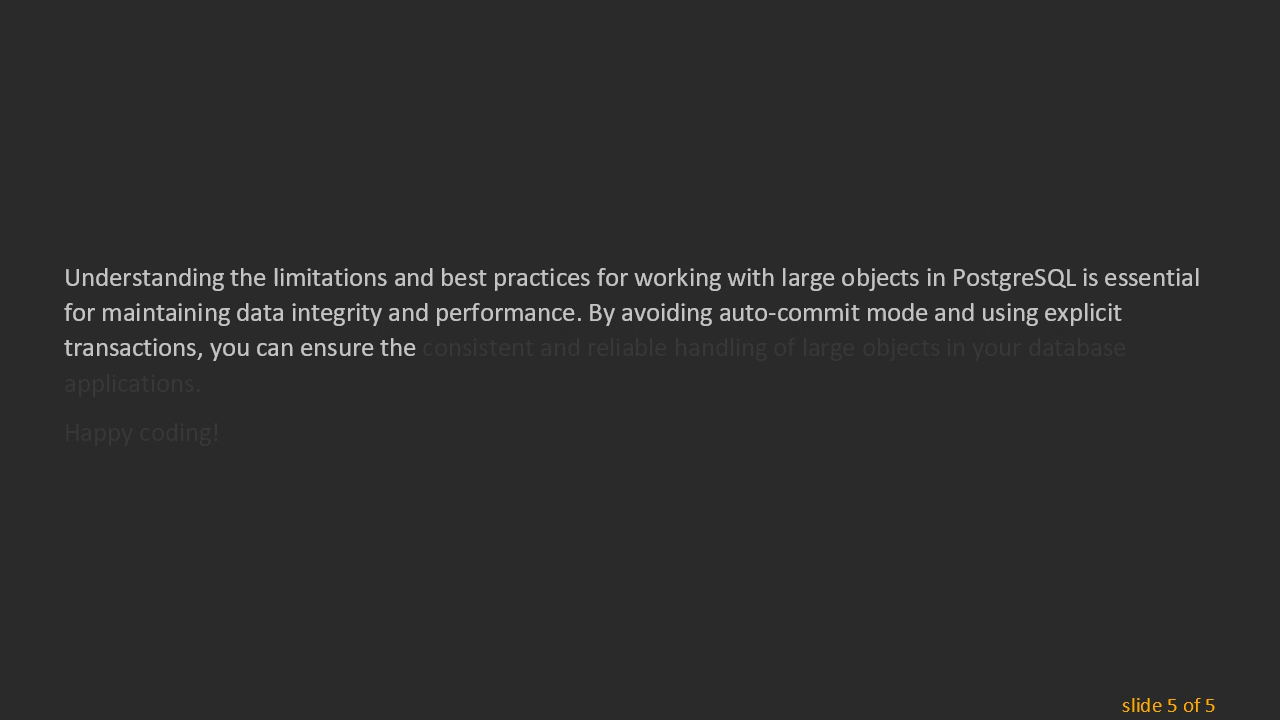 Understanding the limitations and best practices for working with large objects in PostgreSQL is essential
for maintaining data integrity and performance. By avoiding auto-commit mode and using explicit
transactions, you can ensure the consistent and reliable handling of large objects in your database
applications.
Happy coding!
slide 5 of 5